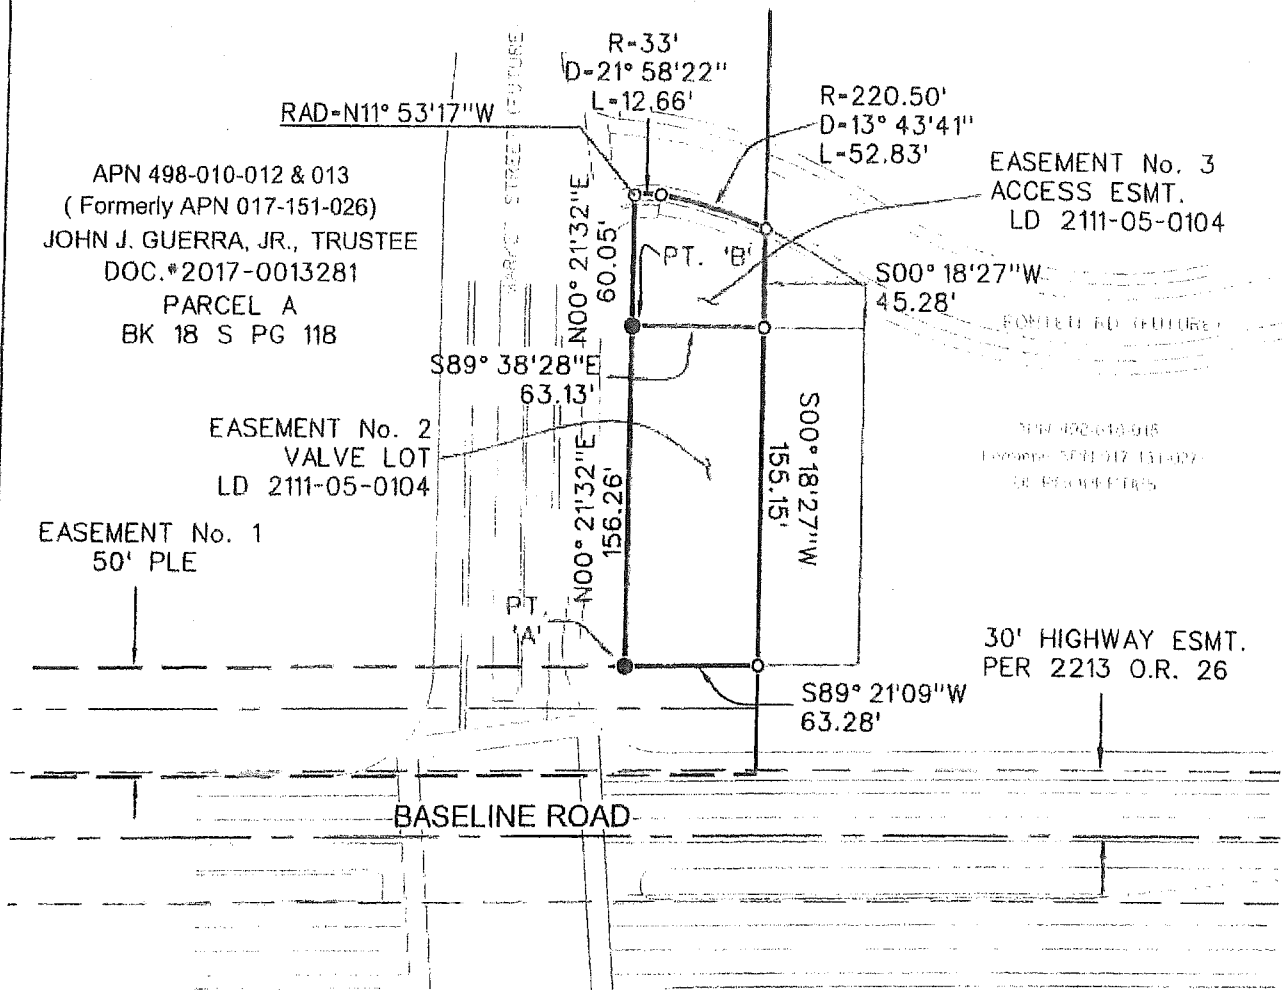 R=33'
D=21° 58'22"
L=12.66'
RAD=N11° 53'17"W
R=220.50'
D=13° 43'41"
L=52.83'
APN 498-010-012 & 013
( Formerly APN 017-151-026)
JOHN J. GUERRA, JR., TRUSTEE
DOC.#2017-0013281
PARCEL A
BK 18 S PG 118
MARKET STREET (FUTURE)
EASEMENT No. 3
ACCESS ESMT.
LD 2111-05-0104
N00° 21'32"E
60.05'
PT. 'B'
S00° 18'27"W
45.28'
(FUTURE)
S89° 38'28"E
63.13'
EASEMENT No. 2
VALVE LOT
LD 2111-05-0104
N00° 21'32"E
156.26'
S00° 18'27"W
155.15'
EASEMENT No. 1
50' PLE
PT.
'A'
30' HIGHWAY ESMT.
PER 2213 O.R. 26
S89° 21'09"W
63.28'
BASELINE ROAD